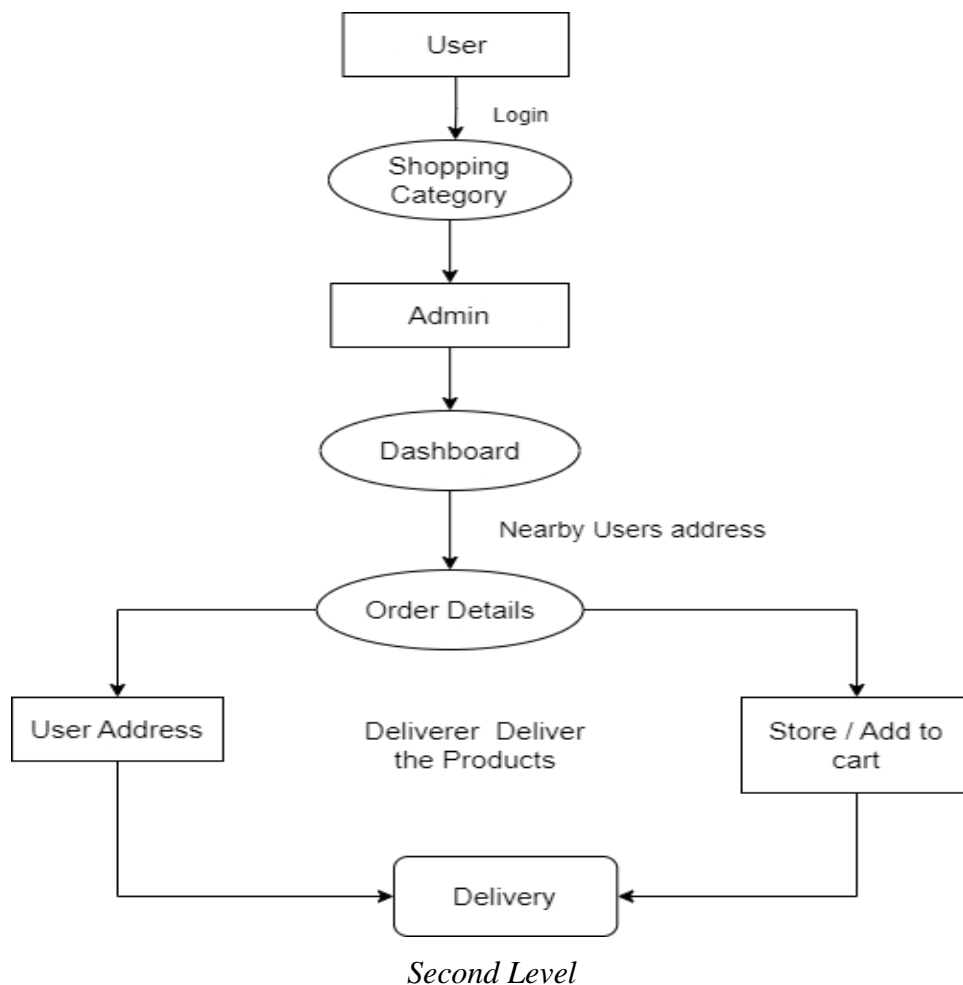 User
Login
Shopping
Category
Admin
Dashboard
Nearby Users address
Order Details
User Address
Deliverer  Deliver
the Products
Store / Add to
cart
Delivery
Second Level